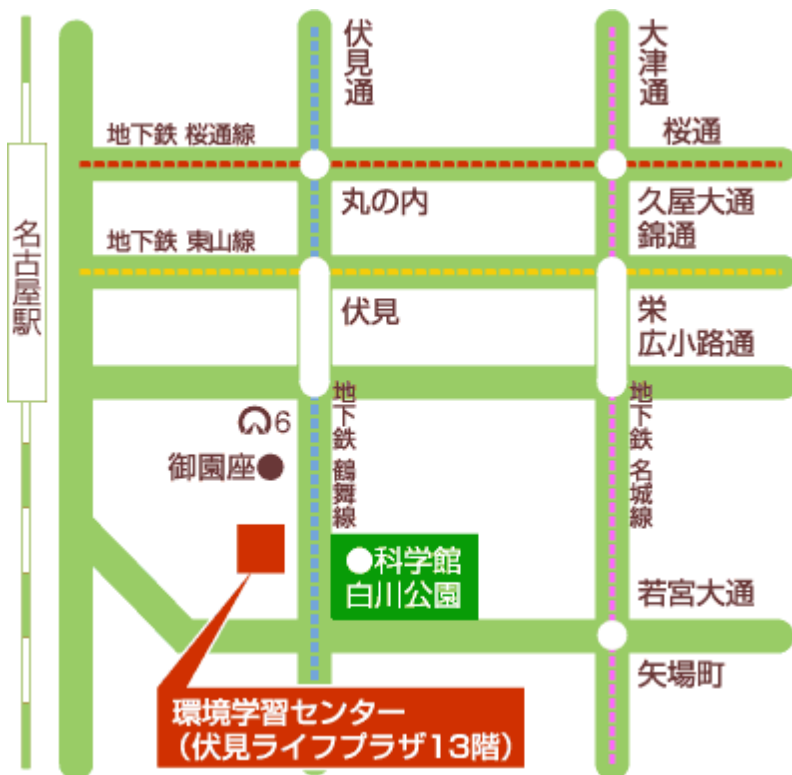 伏見通
大津通
地下鉄 桜通線
桜通
丸の内
久屋大通
名古屋駅
地下鉄 東山線
錦通
伏見
栄
広小路通
地下鉄 鶴舞線
地下鉄 名城線
6
御園座●
●科学館
白川公園
若宮大通
矢場町
環境学習センター
（伏見ライフプラザ13階）